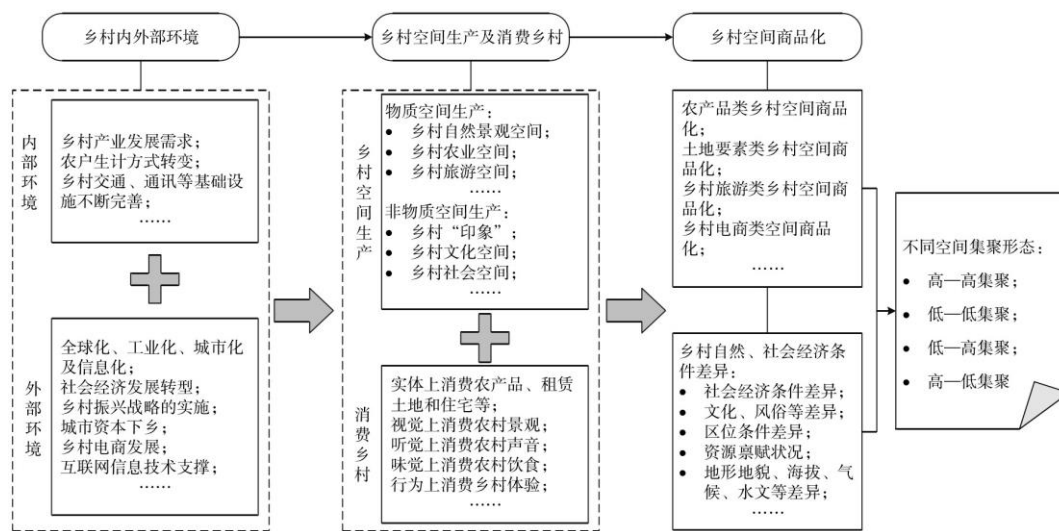 乡村内外部环境
乡村空间生产及消费乡村
乡村空间商品化
内部环境
乡村产业发展需求；
农户生计方式转变；
乡村交通、通讯等基础设
施不断完善；
……
外部环境
全球化、工业化、城市化
及信息化；
社会经济发展转型；
乡村振兴战略的实施；
城市资本下乡；
乡村电商发展；
互联网信息技术支撑；
……
乡村空间生产
物质空间生产：
• 乡村自然景观空间；
• 乡村农业空间；
• 乡村旅游空间；
……
非物质空间生产：
• 乡村“印象”；
• 乡村文化空间；
• 乡村社会空间；
……
消费乡村
实体上消费农产品、租赁
土地和住宅等；
视觉上消费农村景观；
听觉上消费农村声音；
味觉上消费农村饮食；
行为上消费乡村体验；
……
农产品类乡村空间商品
化；
土地要素类乡村空间商
品化；
乡村旅游类乡村空间商
品化；
乡村电商类空间商品
化；
……
乡村自然、社会经济条
件差异：
• 社会经济条件差异；
• 文化、风俗等差异；
• 区位条件差异；
• 资源禀赋状况；
• 地形地貌、海拔、气
候、水文等差异；
……
不同空间集聚形态：
• 高—高集聚；
• 低—低集聚；
• 低—高集聚；
• 高—低集聚